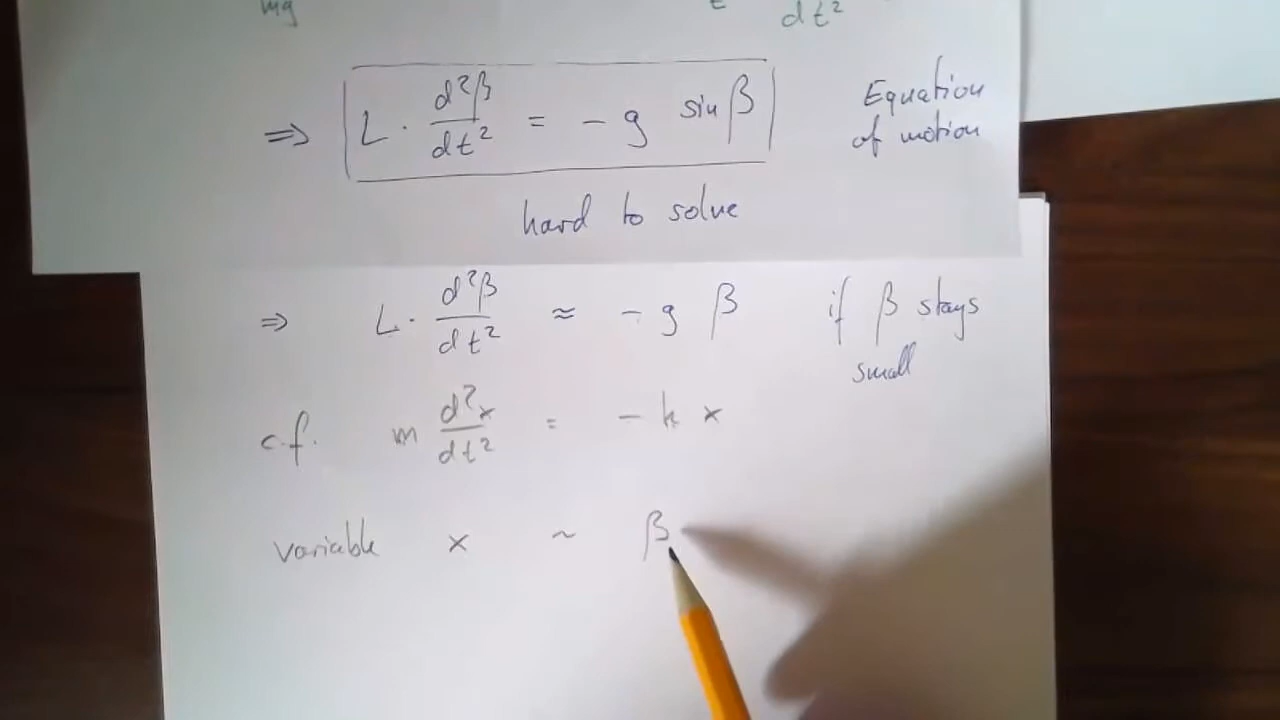 mg t dt²
⇒ L · d²β/dt² = - g sin β Equation of motion
hard to solve
⇒ L · d²β/dt² ≈ - g β if β stays small
c.f. m d²x/dt² = - k x
variable x ~ β